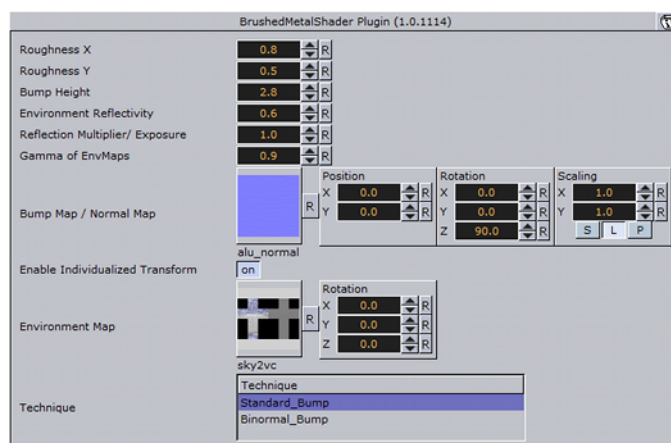 BrushedMetalShader Plugin (1.0.1114)
Roughness X 0.8 R
Roughness Y 0.5 R
Bump Height 2.8 R
Environment Reflectivity 0.6 R
Reflection Multiplier/ Exposure 1.0 R
Gamma of EnvMaps 0.9 R
Position Rotation Scaling
X 0.0 R X 0.0 R X 1.0 R
Bump Map / Normal Map R Y 0.0 R Y 0.0 R Y 1.0 R
Z 90.0 R S L P
alu_normal
Enable Individualized Transform on
Rotation
X 0.0 R
Environment Map R Y 0.0 R
Z 0.0 R
sky2vc
Technique
Standard_Bump
Technique Binormal_Bump